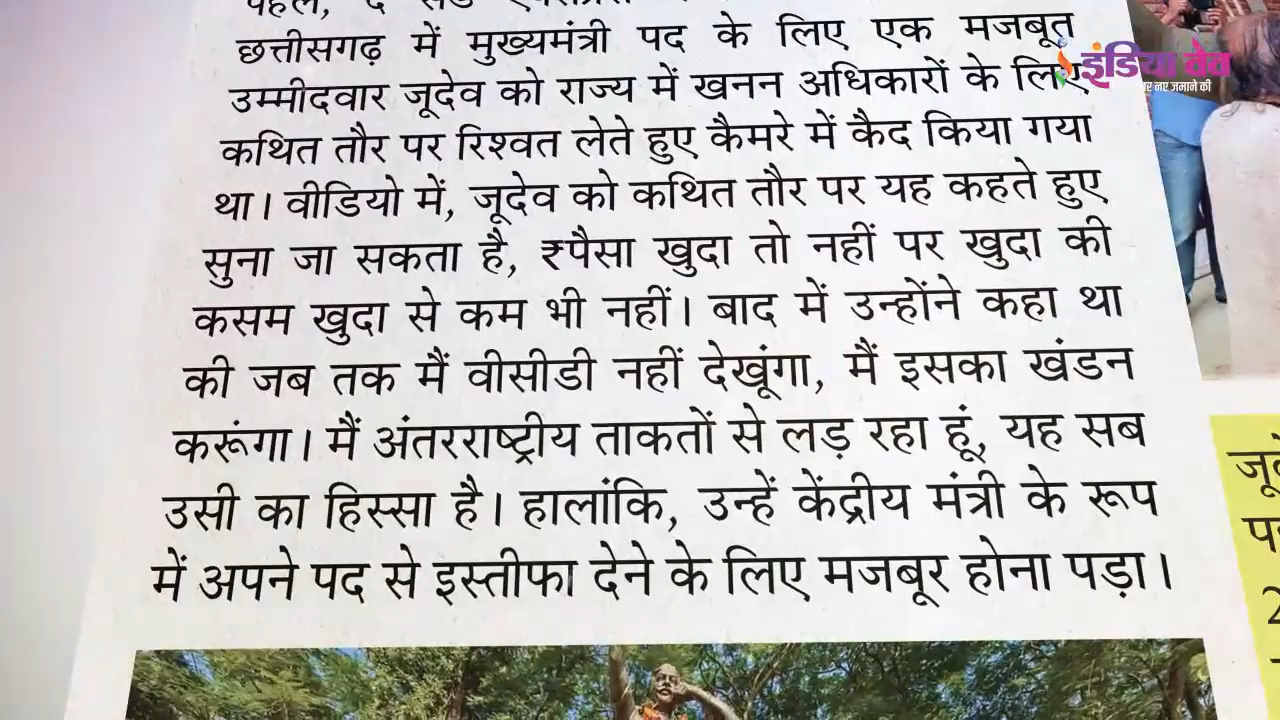 छत्तीसगढ़ में मुख्यमंत्री पद के लिए एक मजबूत
उम्मीदवार जूदेव को राज्य में खनन अधिकारों के लिए
कथित तौर पर रिश्वत लेते हुए कैमरे में कैद किया गया
था। वीडियो में, जूदेव को कथित तौर पर यह कहते हुए
सुना जा सकता है, ₹पैसा खुदा तो नहीं पर खुदा की
कसम खुदा से कम भी नहीं। बाद में उन्होंने कहा था
की जब तक मैं वीसीडी नहीं देखूंगा, मैं इसका खंडन
करूंगा। मैं अंतरराष्ट्रीय ताकतों से लड़ रहा हूं, यह सब
उसी का हिस्सा है। हालांकि, उन्हें केंद्रीय मंत्री के रूप
में अपने पद से इस्तीफा देने के लिए मजबूर होना पड़ा।
इंडिया वेव
नए जमाने की